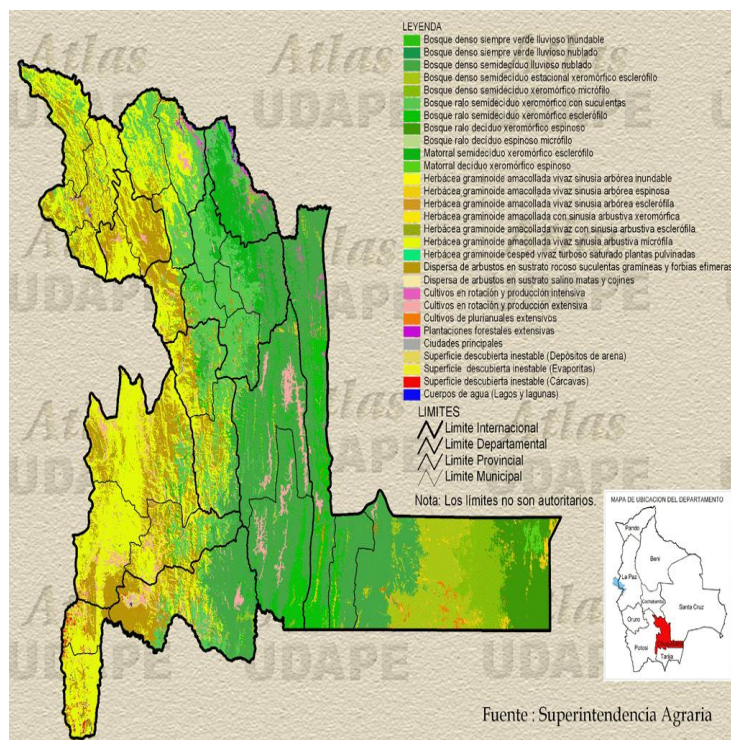 LEYENDA
Bosque denso siempre verde lluvioso inundable
Bosque denso siempre verde lluvioso nublado
Bosque denso semideciduo lluvioso nublado
Bosque denso semideciduo estacional xeromórfico esclerófilo
Bosque denso semideciduo xeromórfico micrófilo
Bosque ralo semideciduo xeromórfico con suculentas
Bosque ralo semideciduo xeromórfico esclerófilo
Bosque ralo deciduo xeromórfico espinoso
Bosque ralo deciduo espinoso micrófilo
Matorral semideciduo xeromórfico esclerófilo
Matorral deciduo xeromórfico espinoso
Herbácea graminoide amacollada vivaz sinusia arbórea inundable
Herbácea graminoide amacollada vivaz sinusia arbórea espinosa
Herbácea graminoide amacollada vivaz sinusia arbórea esclerófila
Herbácea graminoide amacollada con sinusia arbustiva xeromórfica
Herbácea graminoide amacollada vivaz con sinusia arbustiva esclerófila
Herbácea graminoide amacollada vivaz sinusia arbustiva micrófila
Herbácea graminoide cesped vivaz turboso saturado plantas pulvinadas
Dispersa de arbustos en sustrato rocoso suculentas gramineas y forbias efimeras
Dispersa de arbustos en sustrato salino matas y cojines
Cultivos en rotación y producción intensiva
Cultivos en rotación y producción extensiva
Cultivos de plurianuales extensivos
Plantaciones forestales extensivas
Ciudades principales
Superficie descubierta inestable (Depósitos de arena)
Superficie descubierta inestable (Evaporitas)
Superficie descubierta inestable (Cárcavas)
Cuerpos de agua (Lagos y lagunas)
LIMITES
Limite Internacional
Limite Departamental
Limite Provincial
Limite Municipal
Nota: Los límites no son autoritarios.
MAPA DE UBICACION DEL DEPARTAMENTO
Pando
Beni
La Paz
Cochabamba
Santa Cruz
Oruro
Chuquisaca
Potosi
Tarija
Fuente : Superintendencia Agraria
Atlas
UDAPE